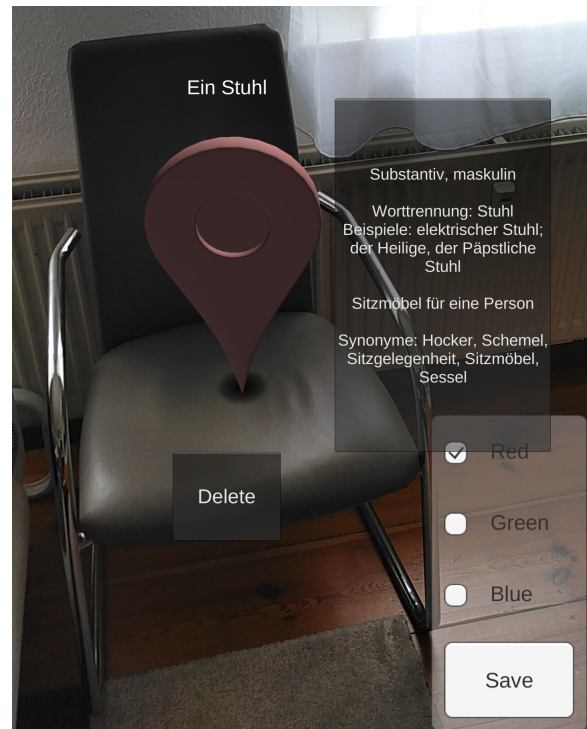 Ein Stuhl
Substantiv, maskulin
Worttrennung: Stuhl
Beispiele: elektrischer Stuhl;
der Heilige, der Päpstliche
Stuhl
Sitzmöbel für eine Person
Synonyme: Hocker, Schemel,
Sitzgelegenheit, Sitzmöbel,
Sessel
Delete
Red
Green
Blue
Save